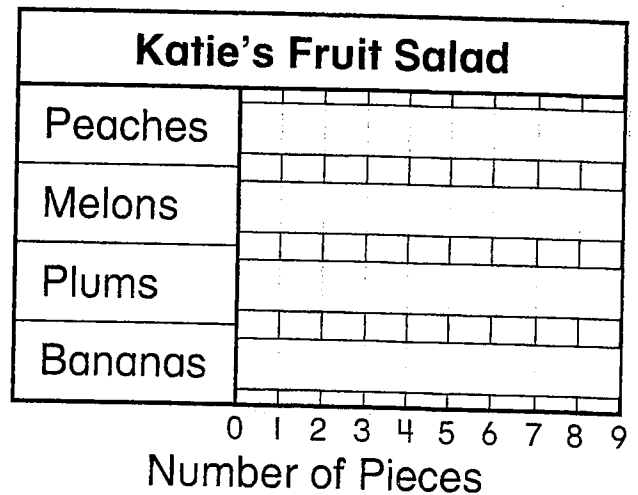 Katie's Fruit Salad
Peaches
Melons
Plums
Bananas
0 1 2 3 4 5 6 7 8 9
Number of Pieces